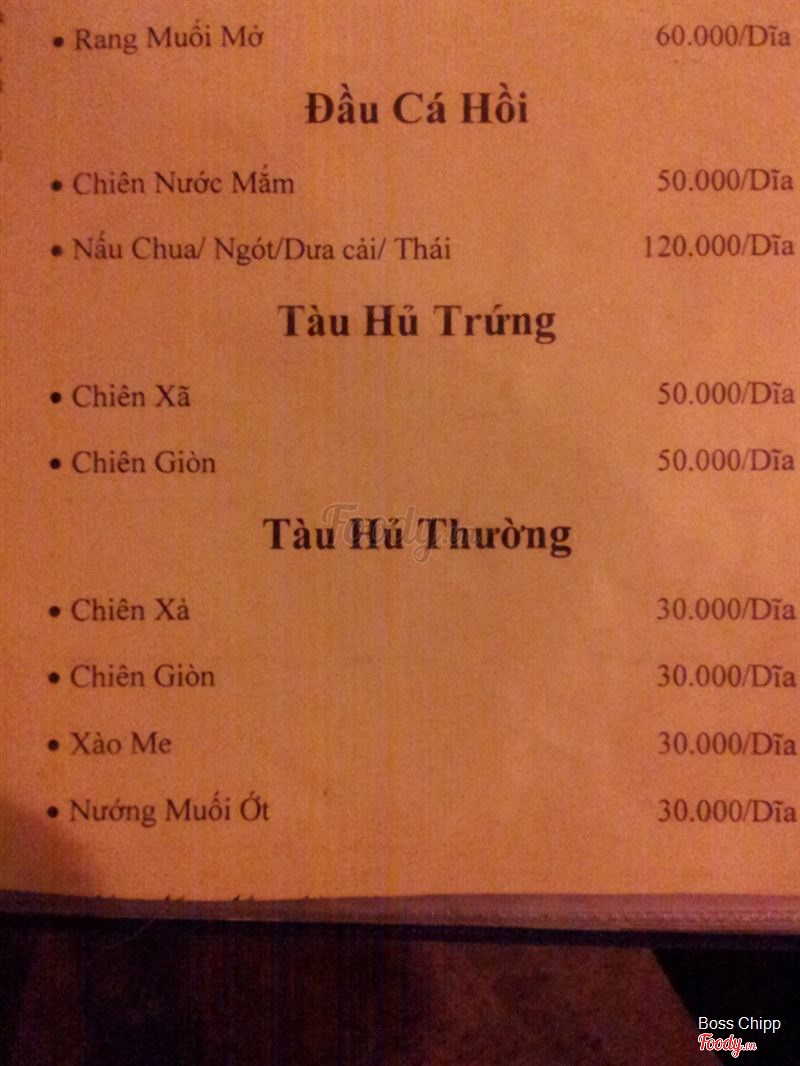 • Rang Muối Mở 60.000/Dĩa
Đầu Cá Hồi
• Chiên Nước Mắm 50.000/Dĩa
• Nấu Chua/ Ngót/Dưa cải/ Thái 120.000/Dĩa
Tàu Hủ Trứng
• Chiên Xã 50.000/Dĩa
• Chiên Giòn 50.000/Dĩa
Foody.vn
Tàu Hủ Thường
• Chiên Xả 30.000/Dĩa
• Chiên Giòn 30.000/Dĩa
• Xào Me 30.000/Dĩa
• Nướng Muối Ớt 30.000/Dĩa
Boss Chipp
Foody.vn